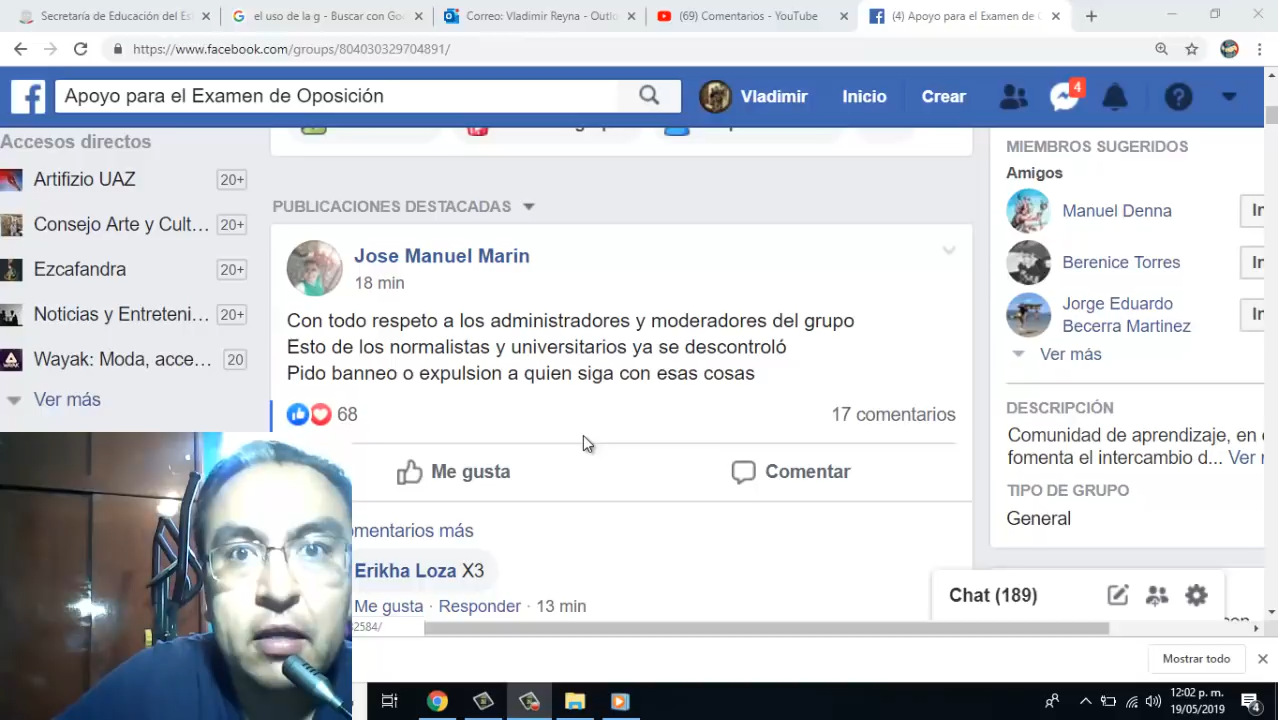 Secretaría de Educación del Es
el uso de la g - Buscar con Go
Correo: Vladimir Reyna - Outlo
(69) Comentarios - YouTube
(4) Apoyo para el Examen de
https://www.facebook.com/groups/804030329704891/
Apoyo para el Examen de Oposición
Vladimir
Inicio
Crear
4
Accesos directos
Artifizio UAZ 20+
Consejo Arte y Cult... 20+
Ezcafandra 20+
Noticias y Entreteni... 20+
Wayak: Moda, acce... 20
Ver más
PUBLICACIONES DESTACADAS
Jose Manuel Marin
18 min
Con todo respeto a los administradores y moderadores del grupo
Esto de los normalistas y universitarios ya se descontroló
Pido banneo o expulsion a quien siga con esas cosas
68
17 comentarios
Me gusta
Comentar
omentarios más
Erikha Loza X3
Me gusta · Responder · 13 min
32584/
MIEMBROS SUGERIDOS
Amigos
Manuel Denna
Berenice Torres
Jorge Eduardo
Becerra Martinez
Ver más
DESCRIPCIÓN
Comunidad de aprendizaje, en
fomenta el intercambio d... Ver
TIPO DE GRUPO
General
Chat (189)
Mostrar todo
12:02 p. m.
19/05/2019
4